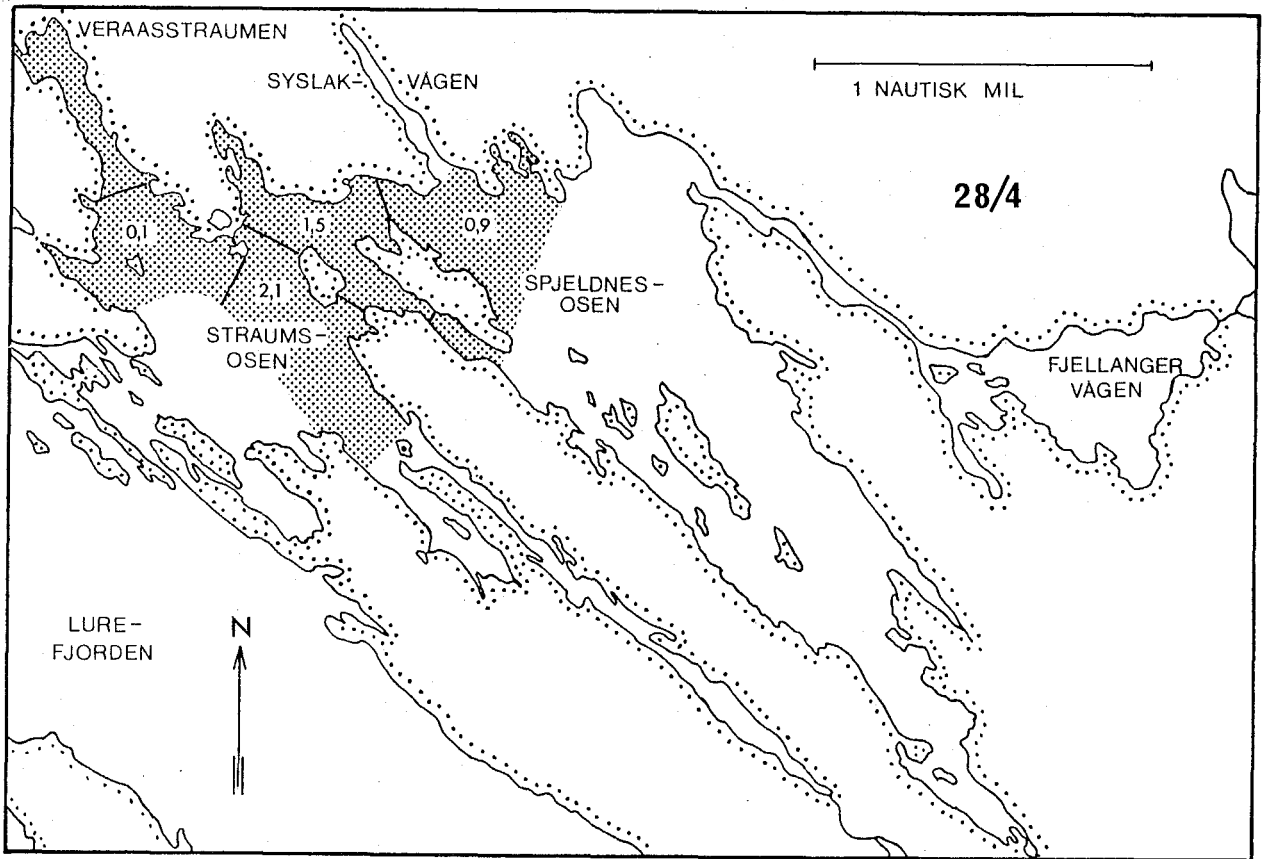 VERAASSTRAUMEN
SYSLAK- VÅGEN
1 NAUTISK MIL
28/4
0,1
1,5
0,9
2,1
SPJELDNES-
OSEN
STRAUMS-
OSEN
FJELLANGER
VÅGEN
LURE-
FJORDEN
N